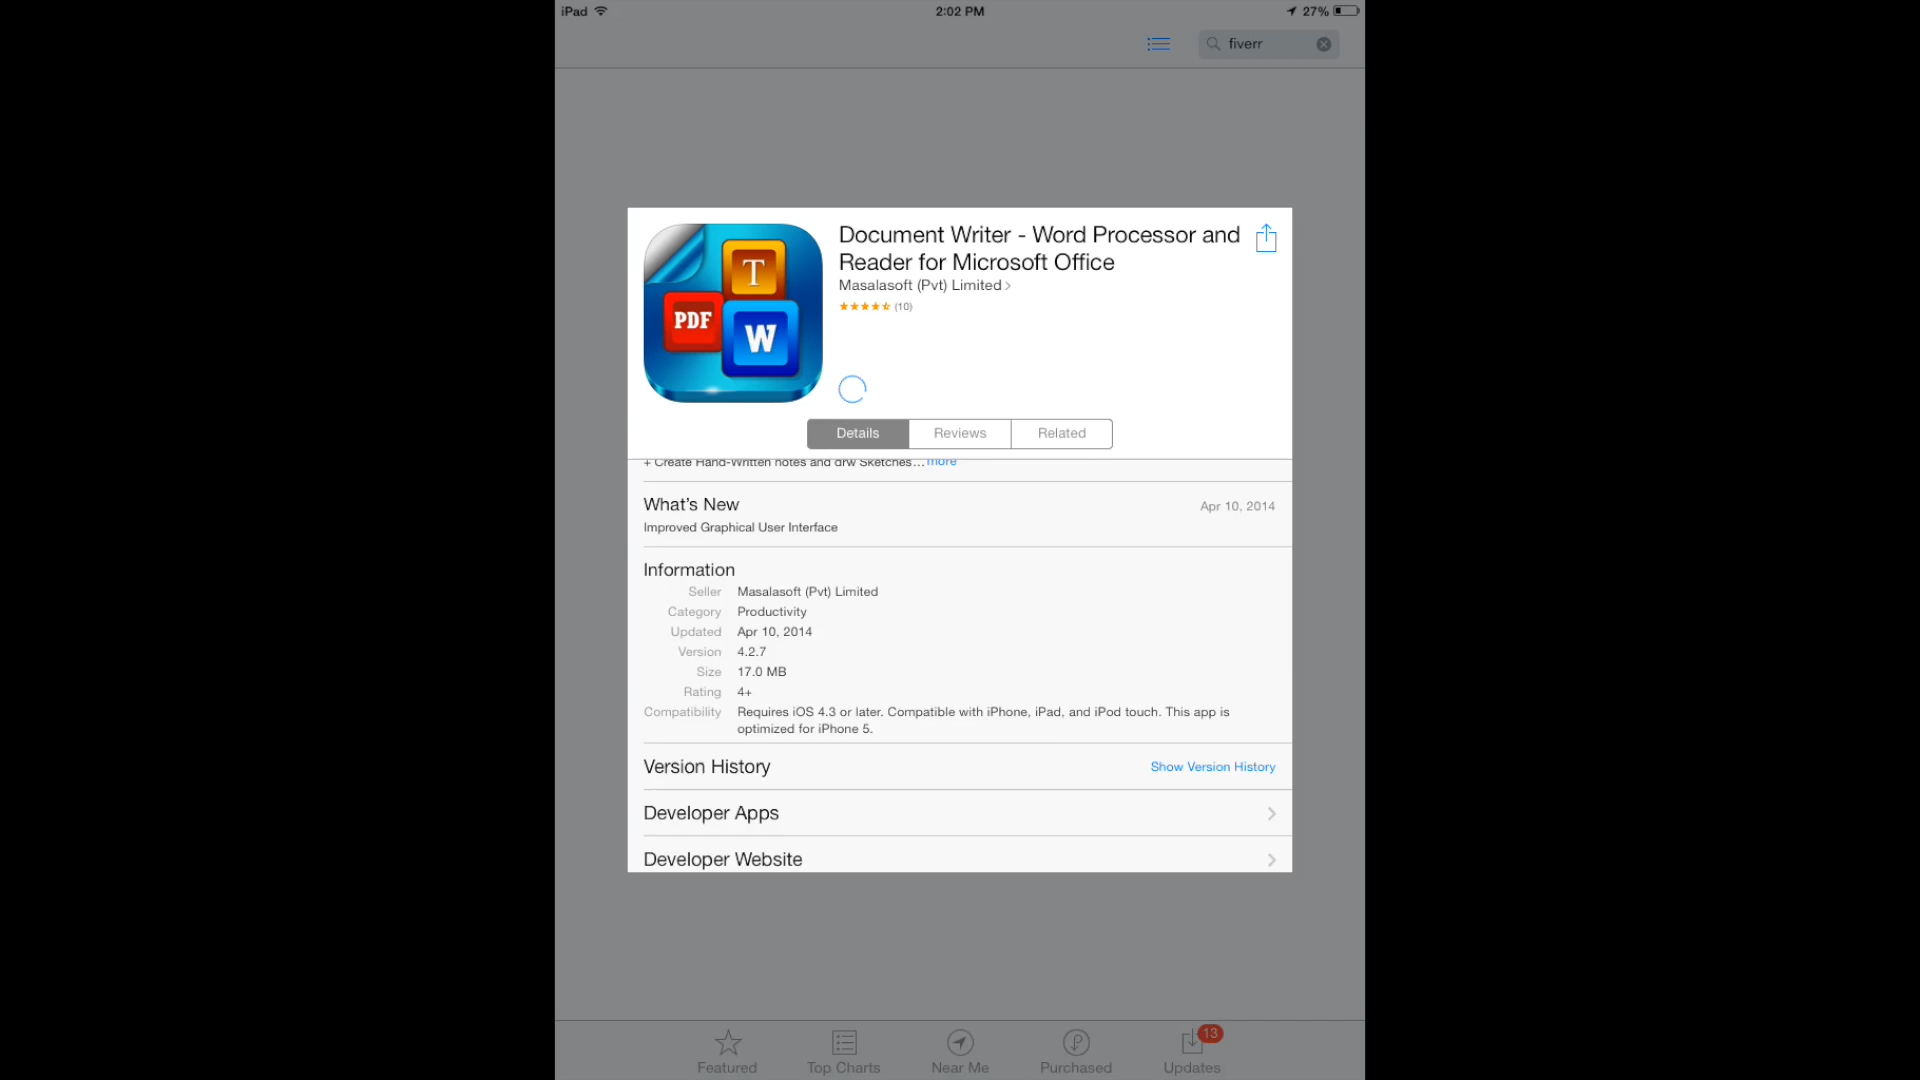 iPad 2:02 PM 27%
fiverr
Document Writer - Word Processor and
Reader for Microsoft Office
Masalasoft (Pvt) Limited
(10)
T
PDF
W
Details Reviews Related
+ Create Hand-Written notes and drw Sketches... more
What's New Apr 10, 2014
Improved Graphical User Interface
Information
Seller Masalasoft (Pvt) Limited
Category Productivity
Updated Apr 10, 2014
Version 4.2.7
Size 17.0 MB
Rating 4+
Compatibility Requires iOS 4.3 or later. Compatible with iPhone, iPad, and iPod touch. This app is
optimized for iPhone 5.
Version History Show Version History
Developer Apps
Developer Website
13
Featured Top Charts Near Me Purchased Updates